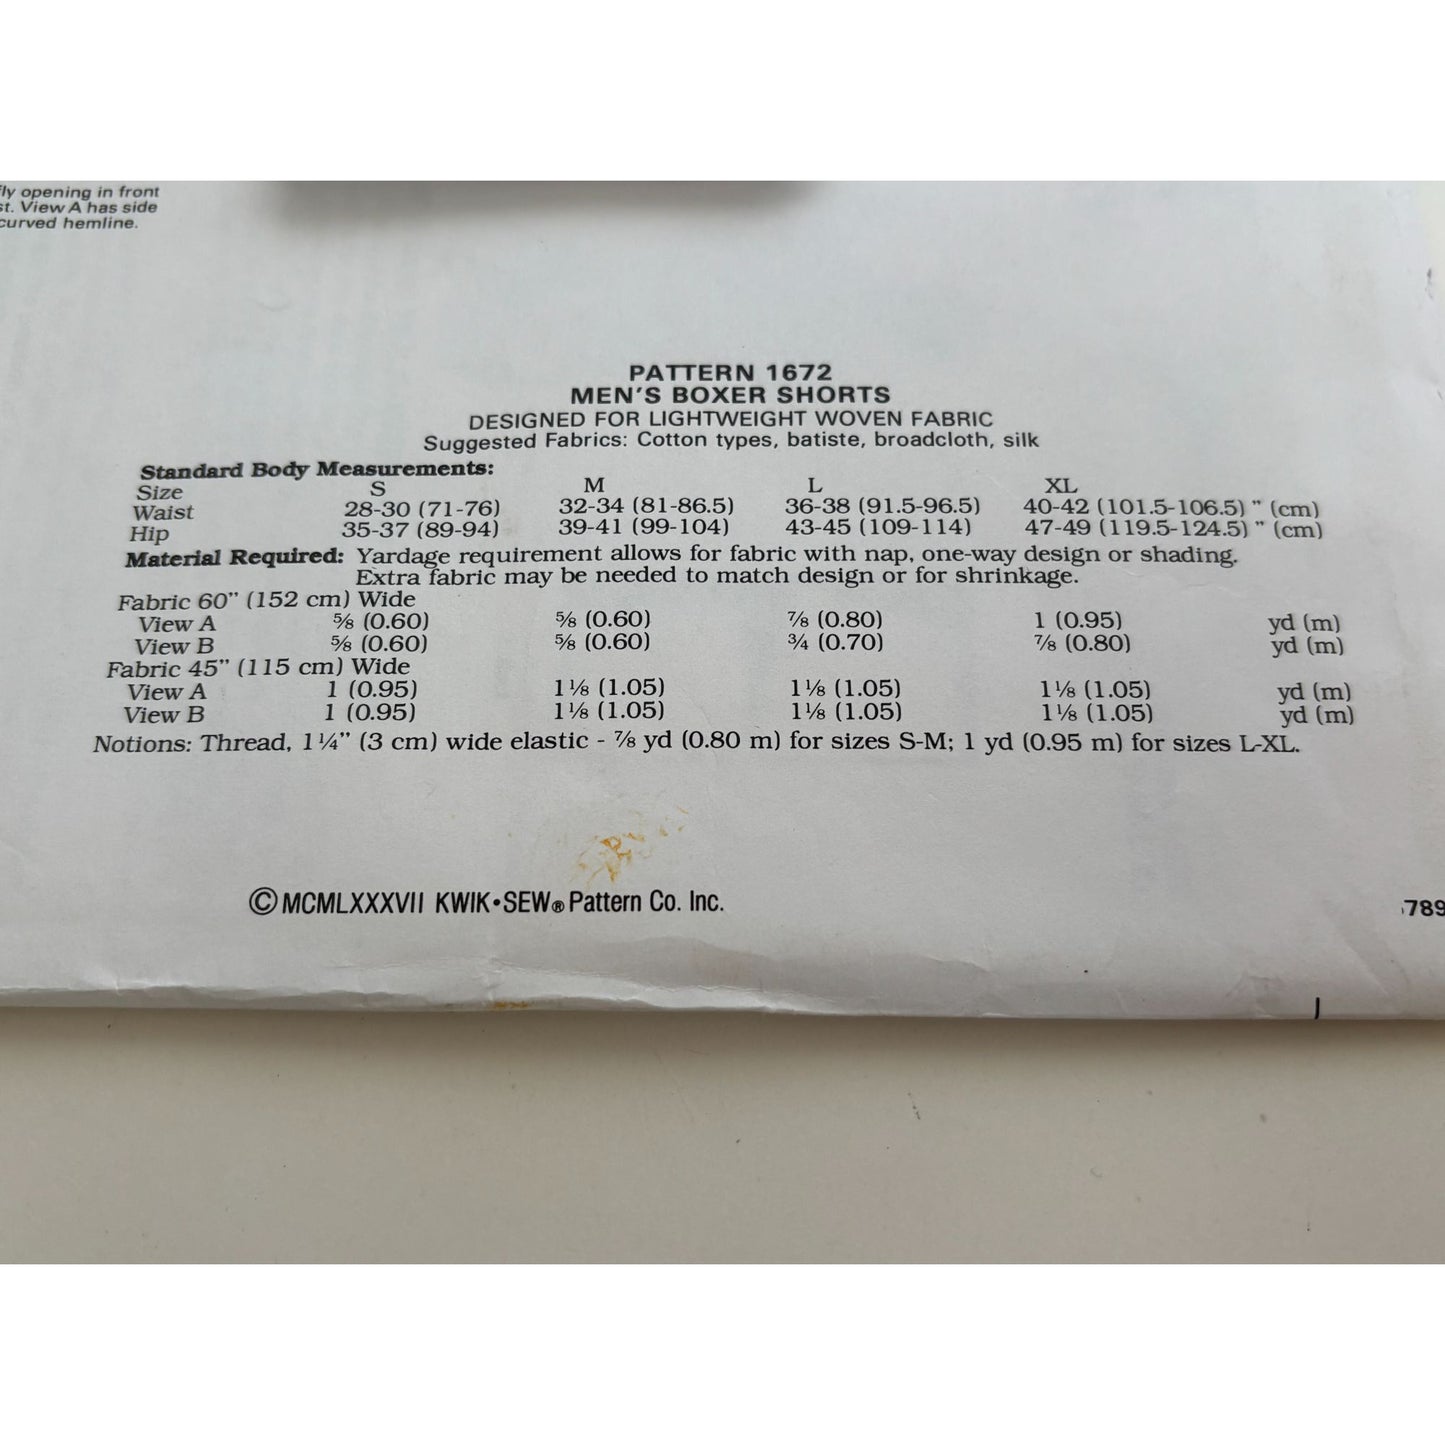 fly opening in front
st. View A has side
curved hemline.
PATTERN 1672
MEN'S BOXER SHORTS
DESIGNED FOR LIGHTWEIGHT WOVEN FABRIC
Suggested Fabrics: Cotton types, batiste, broadcloth, silk
Standard Body Measurements:
Size S M L XL
Waist 28-30 (71-76) 32-34 (81-86.5) 36-38 (91.5-96.5) 40-42 (101.5-106.5) " (cm)
Hip 35-37 (89-94) 39-41 (99-104) 43-45 (109-114) 47-49 (119.5-124.5) " (cm)
Material Required: Yardage requirement allows for fabric with nap, one-way design or shading.
Extra fabric may be needed to match design or for shrinkage.
Fabric 60" (152 cm) Wide
View A ⅝ (0.60) ⅝ (0.60) ⅞ (0.80) 1 (0.95) yd (m)
View B ⅝ (0.60) ⅝ (0.60) ¾ (0.70) ⅞ (0.80) yd (m)
Fabric 45" (115 cm) Wide
View A 1 (0.95) 1⅛ (1.05) 1⅛ (1.05) 1⅛ (1.05) yd (m)
View B 1 (0.95) 1⅛ (1.05) 1⅛ (1.05) 1⅛ (1.05) yd (m)
Notions: Thread, 1¼" (3 cm) wide elastic - ⅞ yd (0.80 m) for sizes S-M; 1 yd (0.95 m) for sizes L-XL.
©MCMLXXXVII KWIK•SEW® Pattern Co. Inc.
789